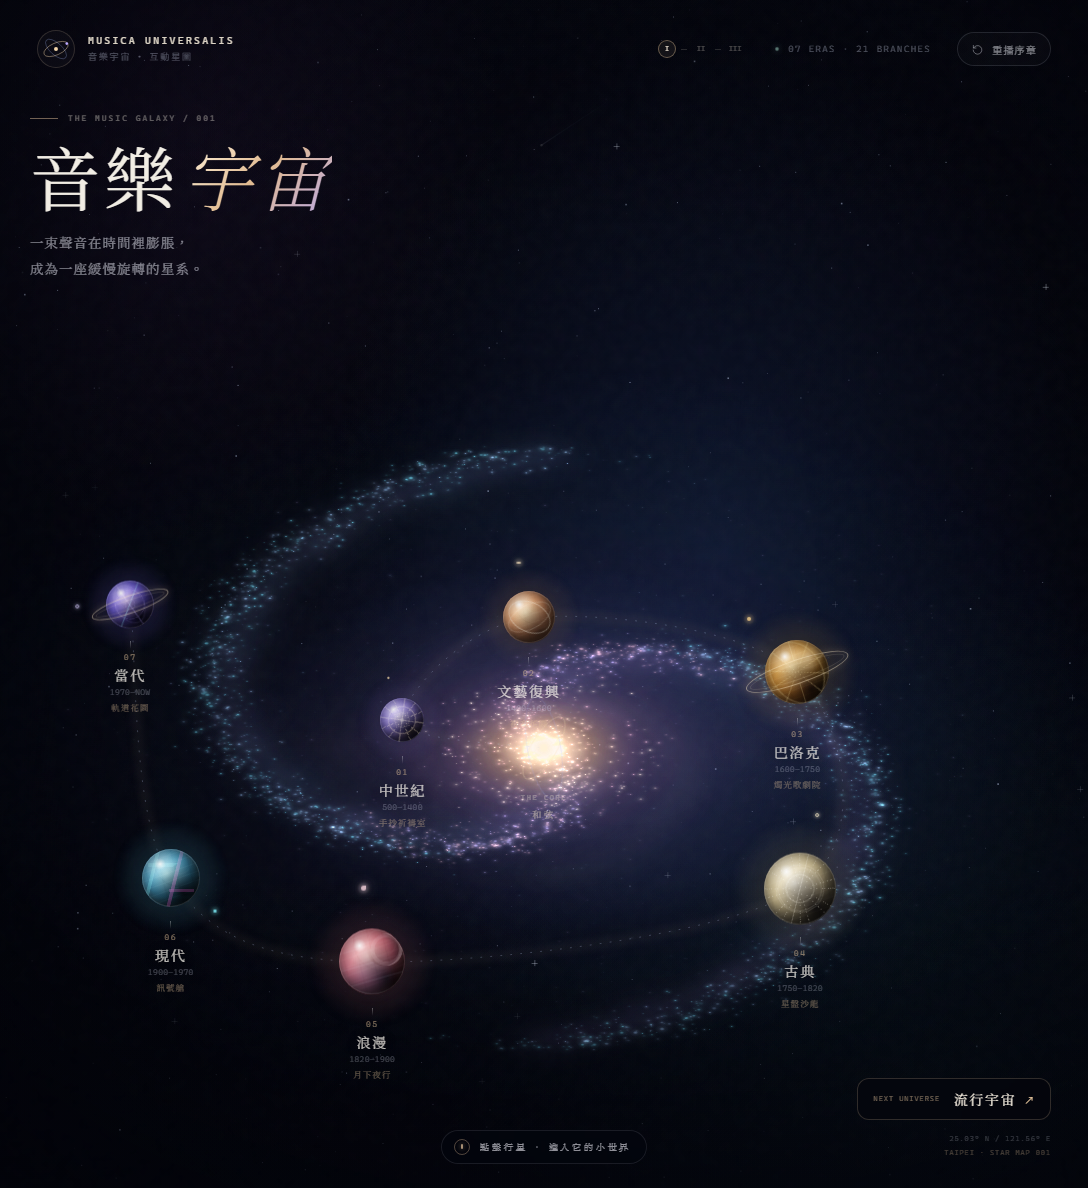 MUSICA UNIVERSALIS
音樂宇宙 · 互動星圖
I — II — III
07 ERAS · 21 BRANCHES
重播序章
THE MUSIC GALAXY / 001
音樂宇宙
一束聲音在時間裡膨脹，
成為一座緩慢旋轉的星系。
07
當代
1970—NOW
軌道花園
文藝復興
03
巴洛克
1600—1750
燭光歌劇院
01
中世紀
500—1400
手抄祈禱室
THE CORE
和弦
06
現代
1900—1970
訊號艙
04
古典
1750—1820
星盤沙龍
05
浪漫
1820—1900
月下夜行
NEXT UNIVERSE 流行宇宙 ↗
點擊行星 · 進入它的小世界
25.03° N / 121.56° E
TAIPEI · STAR MAP 001